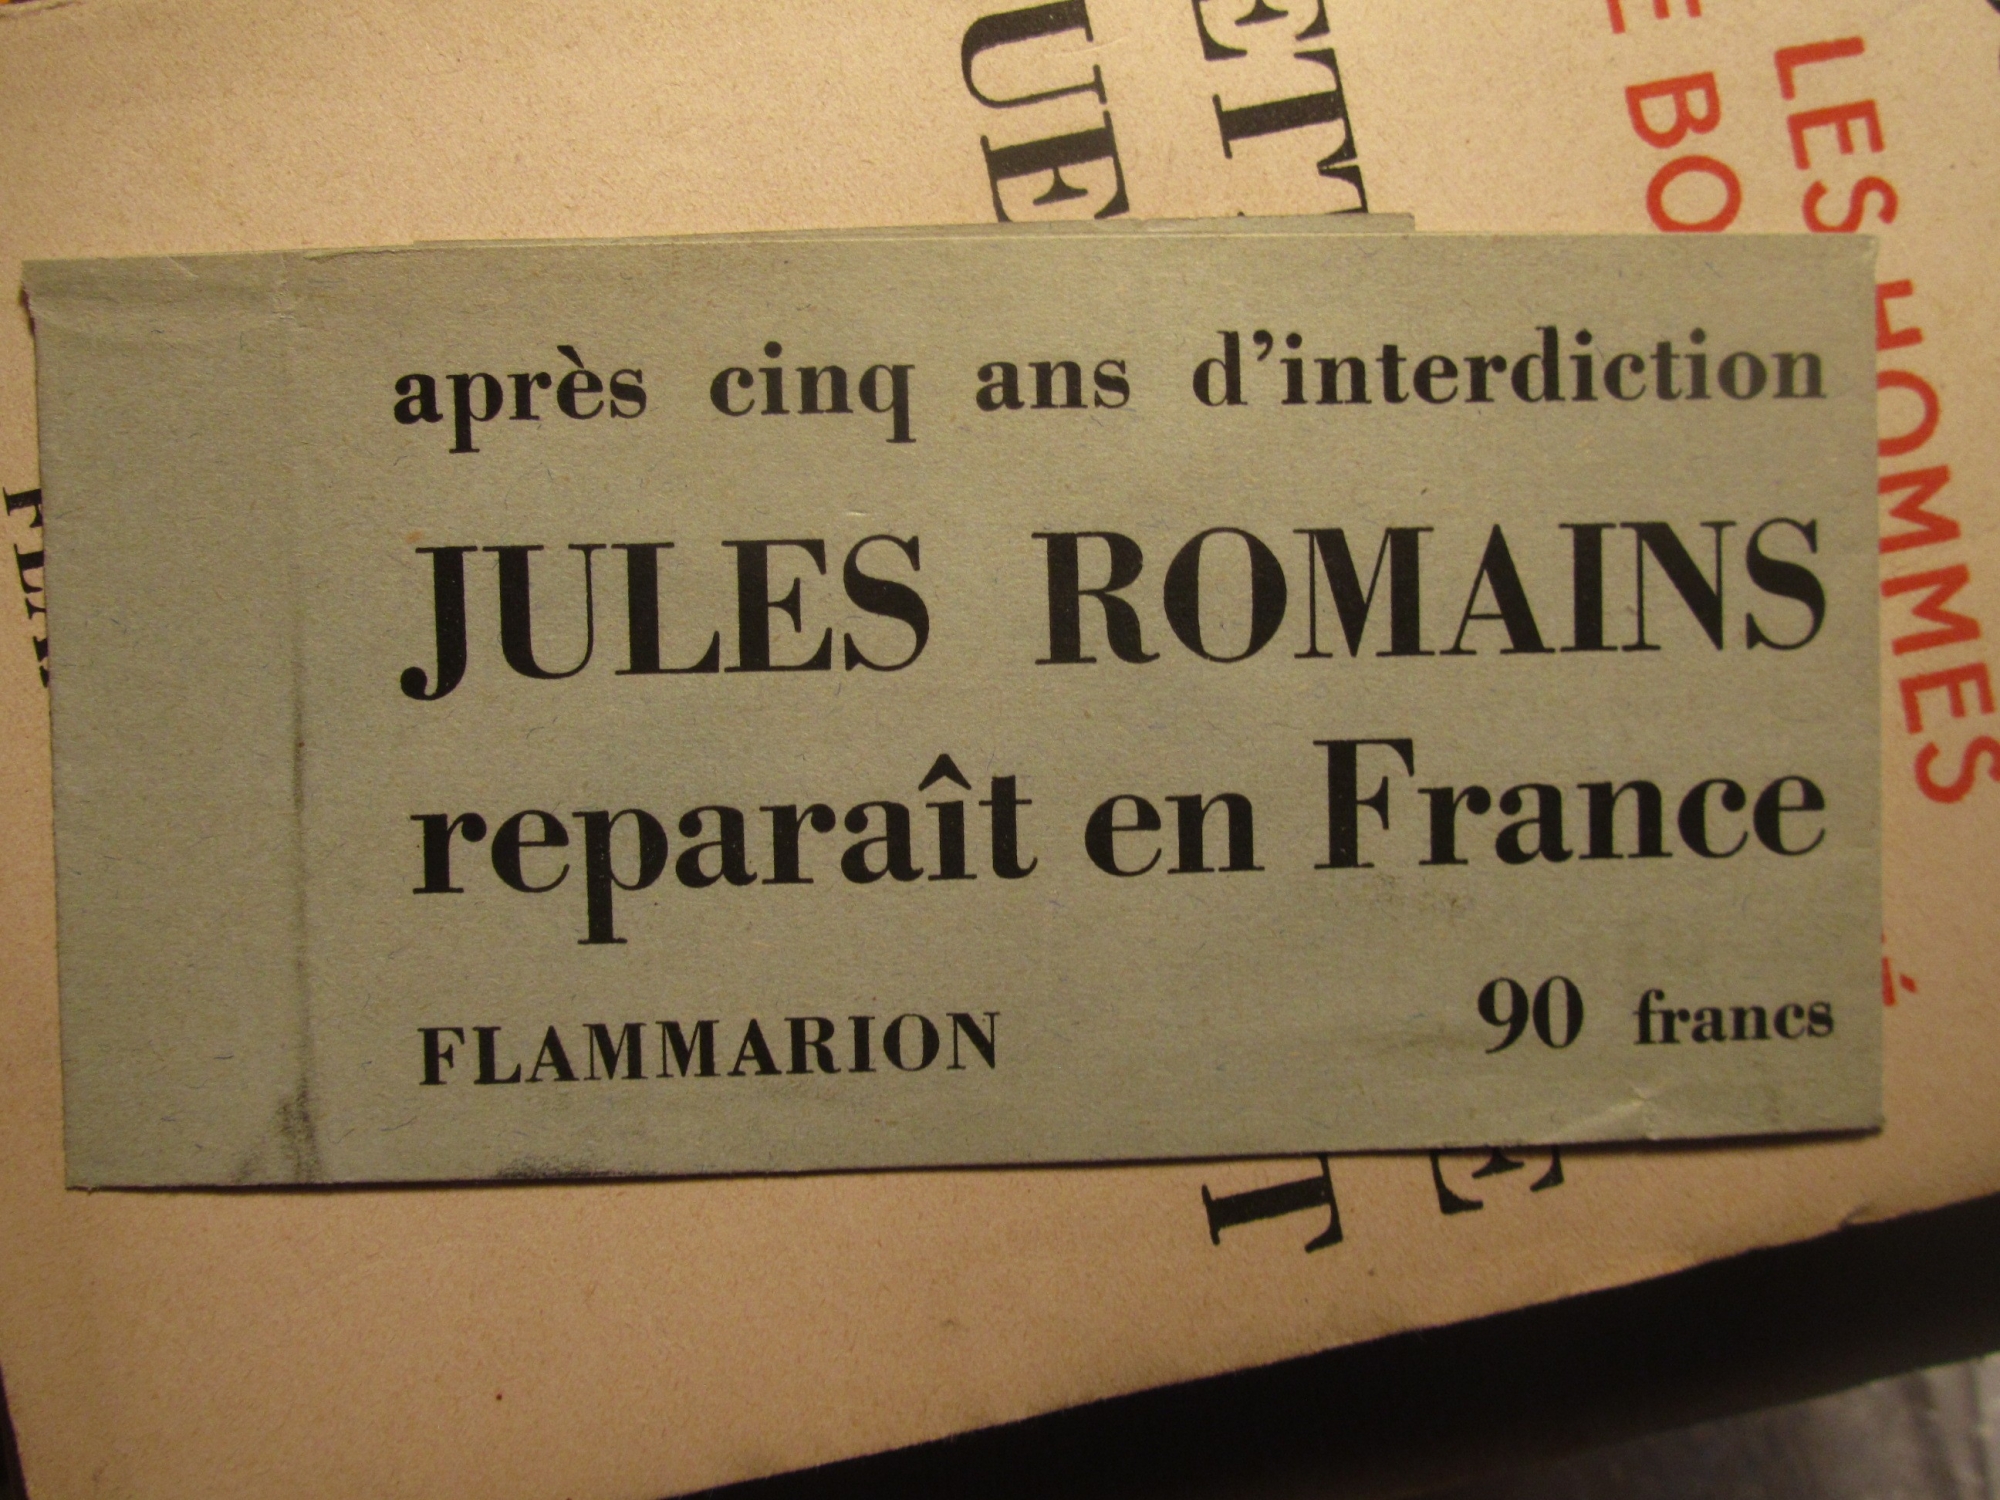 après cinq ans d'interdiction
JULES ROMAINS
reparaît en France
FLAMMARION 90 francs
LES HOMMES